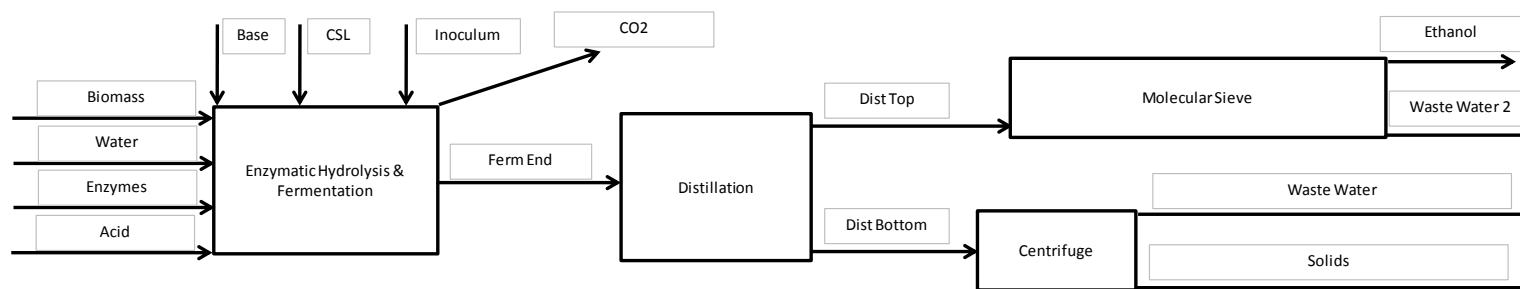 Base
CSL
Inoculum
CO2
Ethanol
Biomass
Dist Top
Molecular Sieve
Waste Water 2
Water
Enzymatic Hydrolysis &
Fermentation
Ferm End
Distillation
Enzymes
Waste Water
Acid
Dist Bottom
Centrifuge
Solids